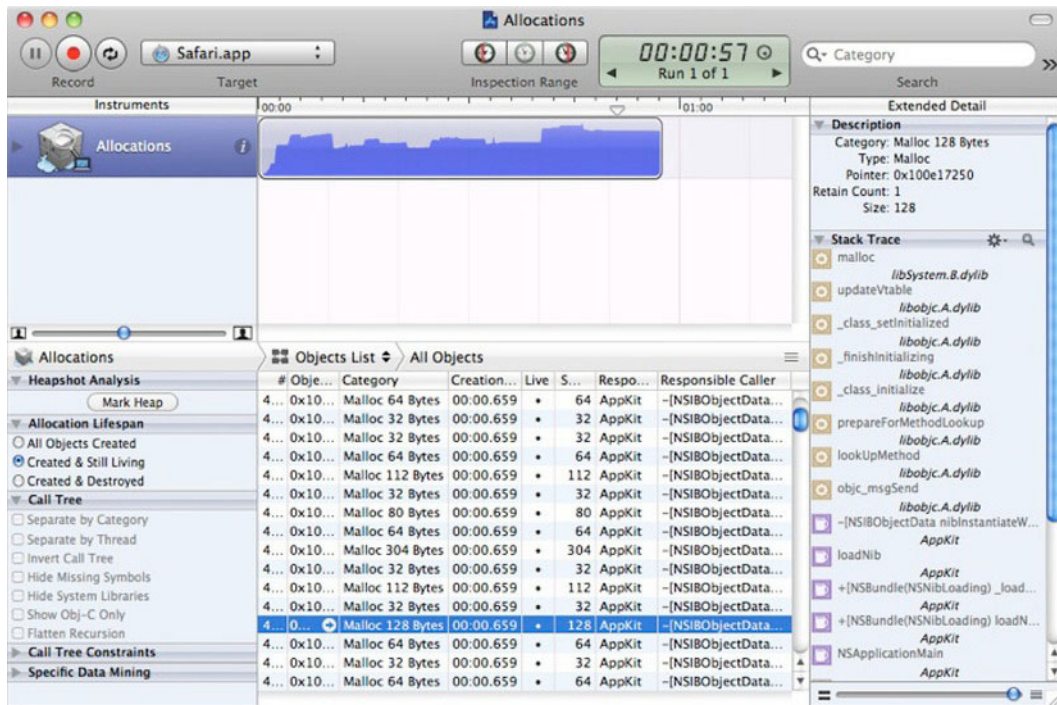 Allocations
Safari.app
00:00:57
Run 1 of 1
Category
Record
Target
Inspection Range
Search
Instruments
00:00
01:00
Extended Detail
Allocations
Description
Category: Malloc 128 Bytes
Type: Malloc
Pointer: 0x100e17250
Retain Count: 1
Size: 128
Stack Trace
malloc
libSystem.B.dylib
updateVtable
libobjc.A.dylib
_class_setInitialized
libobjc.A.dylib
_finishInitializing
libobjc.A.dylib
_class_initialize
libobjc.A.dylib
prepareForMethodLookup
libobjc.A.dylib
lookUpMethod
libobjc.A.dylib
objc_msgSend
libobjc.A.dylib
-[NSIBObjectData nibInstantiateW...
AppKit
loadNib
AppKit
+[NSBundle(NSNibLoading) _load...
AppKit
+[NSBundle(NSNibLoading) loadN...
AppKit
NSApplicationMain
AppKit
Allocations
Heapshot Analysis
Mark Heap
Allocation Lifespan
All Objects Created
Created & Still Living
Created & Destroyed
Call Tree
Separate by Category
Separate by Thread
Invert Call Tree
Hide Missing Symbols
Hide System Libraries
Show Obj-C Only
Flatten Recursion
Call Tree Constraints
Specific Data Mining
Objects List All Objects
# Obje... Category Creation... Live S... Respo... Responsible Caller
4... 0x10... Malloc 64 Bytes 00:00.659 • 64 AppKit -[NSIBObjectData...
4... 0x10... Malloc 32 Bytes 00:00.659 • 32 AppKit -[NSIBObjectData...
4... 0x10... Malloc 32 Bytes 00:00.659 • 32 AppKit -[NSIBObjectData...
4... 0x10... Malloc 64 Bytes 00:00.659 • 64 AppKit -[NSIBObjectData...
4... 0x10... Malloc 112 Bytes 00:00.659 • 112 AppKit -[NSIBObjectData...
4... 0x10... Malloc 32 Bytes 00:00.659 • 32 AppKit -[NSIBObjectData...
4... 0x10... Malloc 80 Bytes 00:00.659 • 80 AppKit -[NSIBObjectData...
4... 0x10... Malloc 64 Bytes 00:00.659 • 64 AppKit -[NSIBObjectData...
4... 0x10... Malloc 304 Bytes 00:00.659 • 304 AppKit -[NSIBObjectData...
4... 0x10... Malloc 32 Bytes 00:00.659 • 32 AppKit -[NSIBObjectData...
4... 0x10... Malloc 112 Bytes 00:00.659 • 112 AppKit -[NSIBObjectData...
4... 0x10... Malloc 32 Bytes 00:00.659 • 32 AppKit -[NSIBObjectData...
4... 0... Malloc 128 Bytes 00:00.659 • 128 AppKit -[NSIBObjectData...
4... 0x10... Malloc 64 Bytes 00:00.659 • 64 AppKit -[NSIBObjectData...
4... 0x10... Malloc 32 Bytes 00:00.659 • 32 AppKit -[NSIBObjectData...
4... 0x10... Malloc 64 Bytes 00:00.659 • 64 AppKit -[NSIBObjectData...